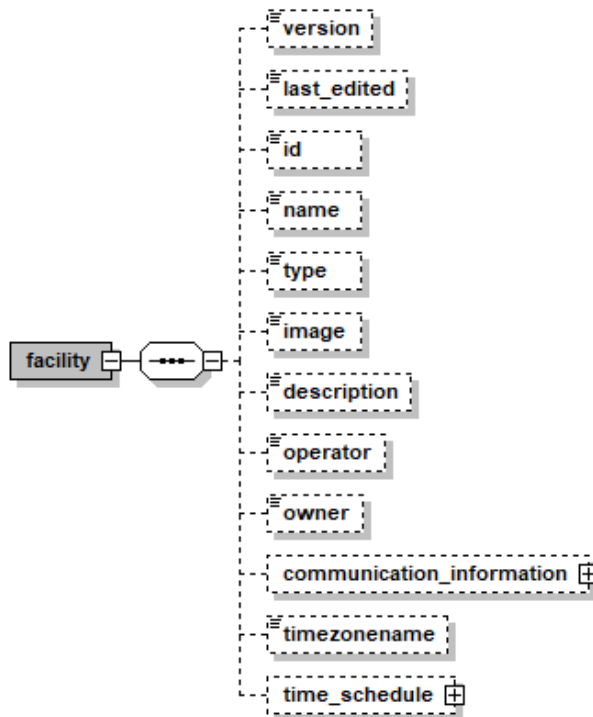 version
last_edited
id
name
type
image
facility
description
operator
owner
communication_information
timezonename
time_schedule